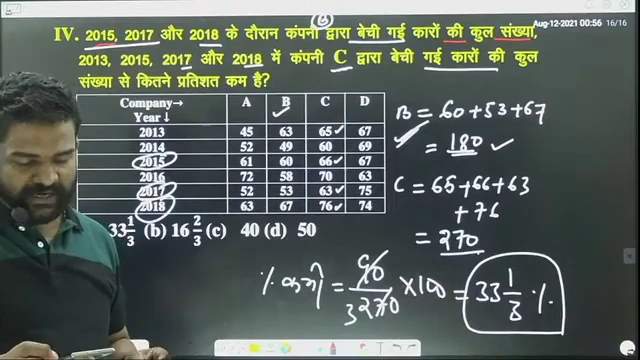 B
Aug-12-2021 00:56 16/16
IV. 2015, 2017 और 2018 के दौरान कंपनी द्वारा बेची गई कारों की कुल संख्या,
2013, 2015, 2017 और 2018 में कंपनी C द्वारा बेची गई कारों की कुल
संख्या से कितने प्रतिशत कम है?
Company→ A B C D
Year↓
2013 45 63 65 67
2014 52 49 60 69
2015 61 60 66 67
2016 72 58 70 63
2017 52 53 63 75
2018 63 67 76 74
33 1/3 (b) 16 2/3 (c) 40 (d) 50
B = 60 + 53 + 67
= 180
C = 65 + 66 + 63
+ 76
= 270
% कमी = 90/270 × 100 = 33 1/3 %
3